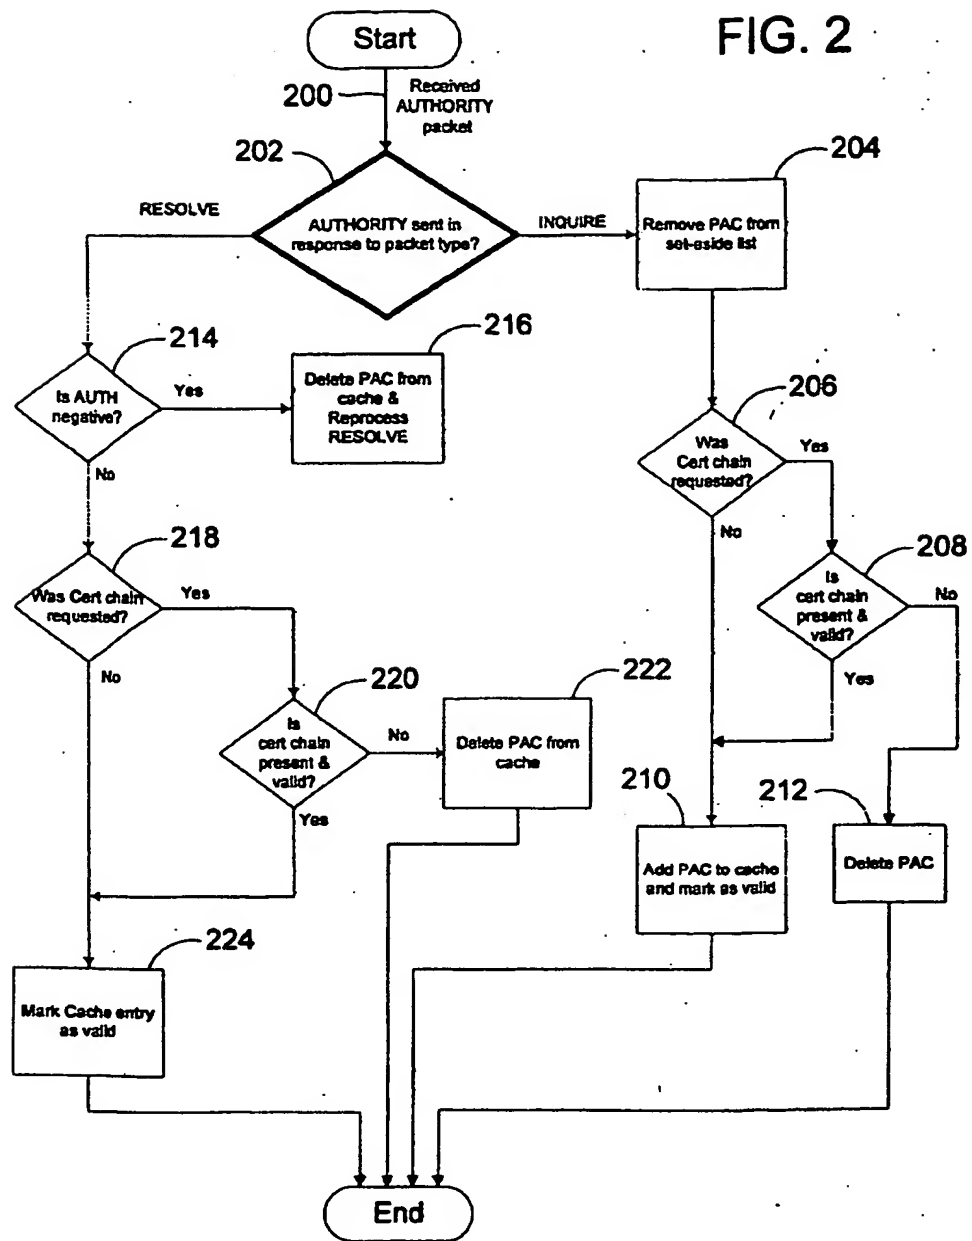 FIG. 2
Start
200
Received
AUTHORITY
packet
202
204
RESOLVE
AUTHORITY sent in
response to packet type?
INQUIRE
Remove PAC from
set-aside list
214
216
Is AUTH
negative?
Yes
Delete PAC from
cache & 
Reprocess
RESOLVE
206
Was
Cert chain
requested?
Yes
No
No
218
208
Was Cert chain
requested?
Yes
Is
cert chain
present &
valid?
No
No
Yes
220
222
Is
cert chain
present &
valid?
No
Delete PAC from
cache
Yes
210
212
Add PAC to cache
and mark as valid
Delete PAC
224
Mark Cache entry
as valid
End